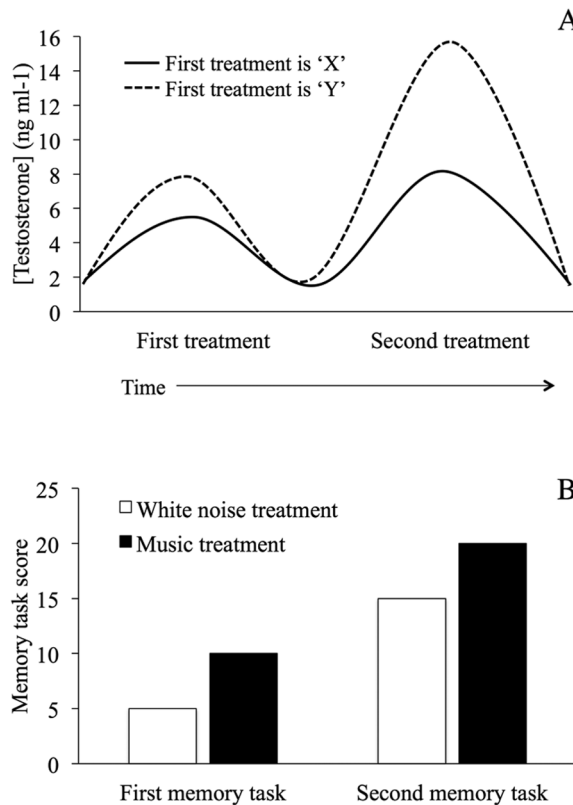 A
16
14
12
10
8
6
4
2
0
[Testosterone] (ng ml-1)
First treatment is ‘X’
First treatment is ‘Y’
First treatment
Second treatment
Time
B
25
20
15
10
5
0
Memory task score
White noise treatment
Music treatment
First memory task
Second memory task